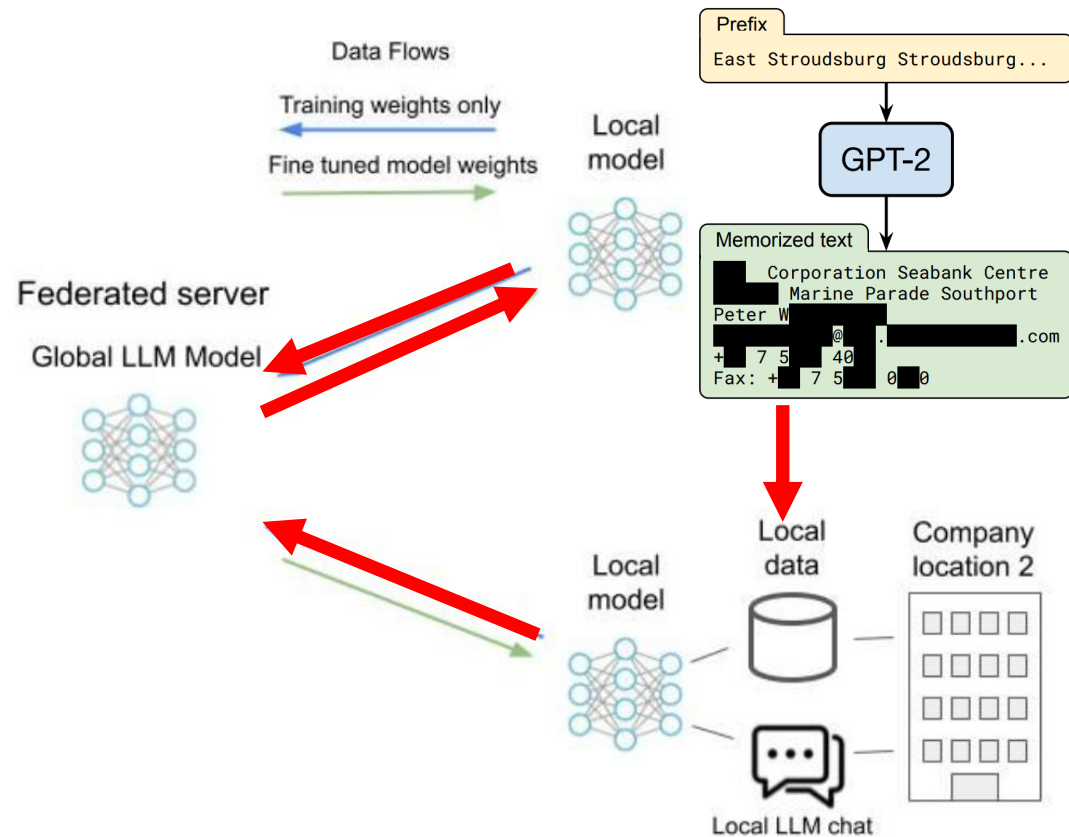 Data Flows
Training weights only
Fine tuned model weights
Local
model
Federated server
Global LLM Model
Prefix
East Stroudsburg Stroudsburg...
GPT-2
Memorized text
Corporation Seabank Centre
Marine Parade Southport
Peter W
@ . .com
+ 7 5 40
Fax: + 7 5 0 0
Local
model
Local
data
Company
location 2
Local LLM chat